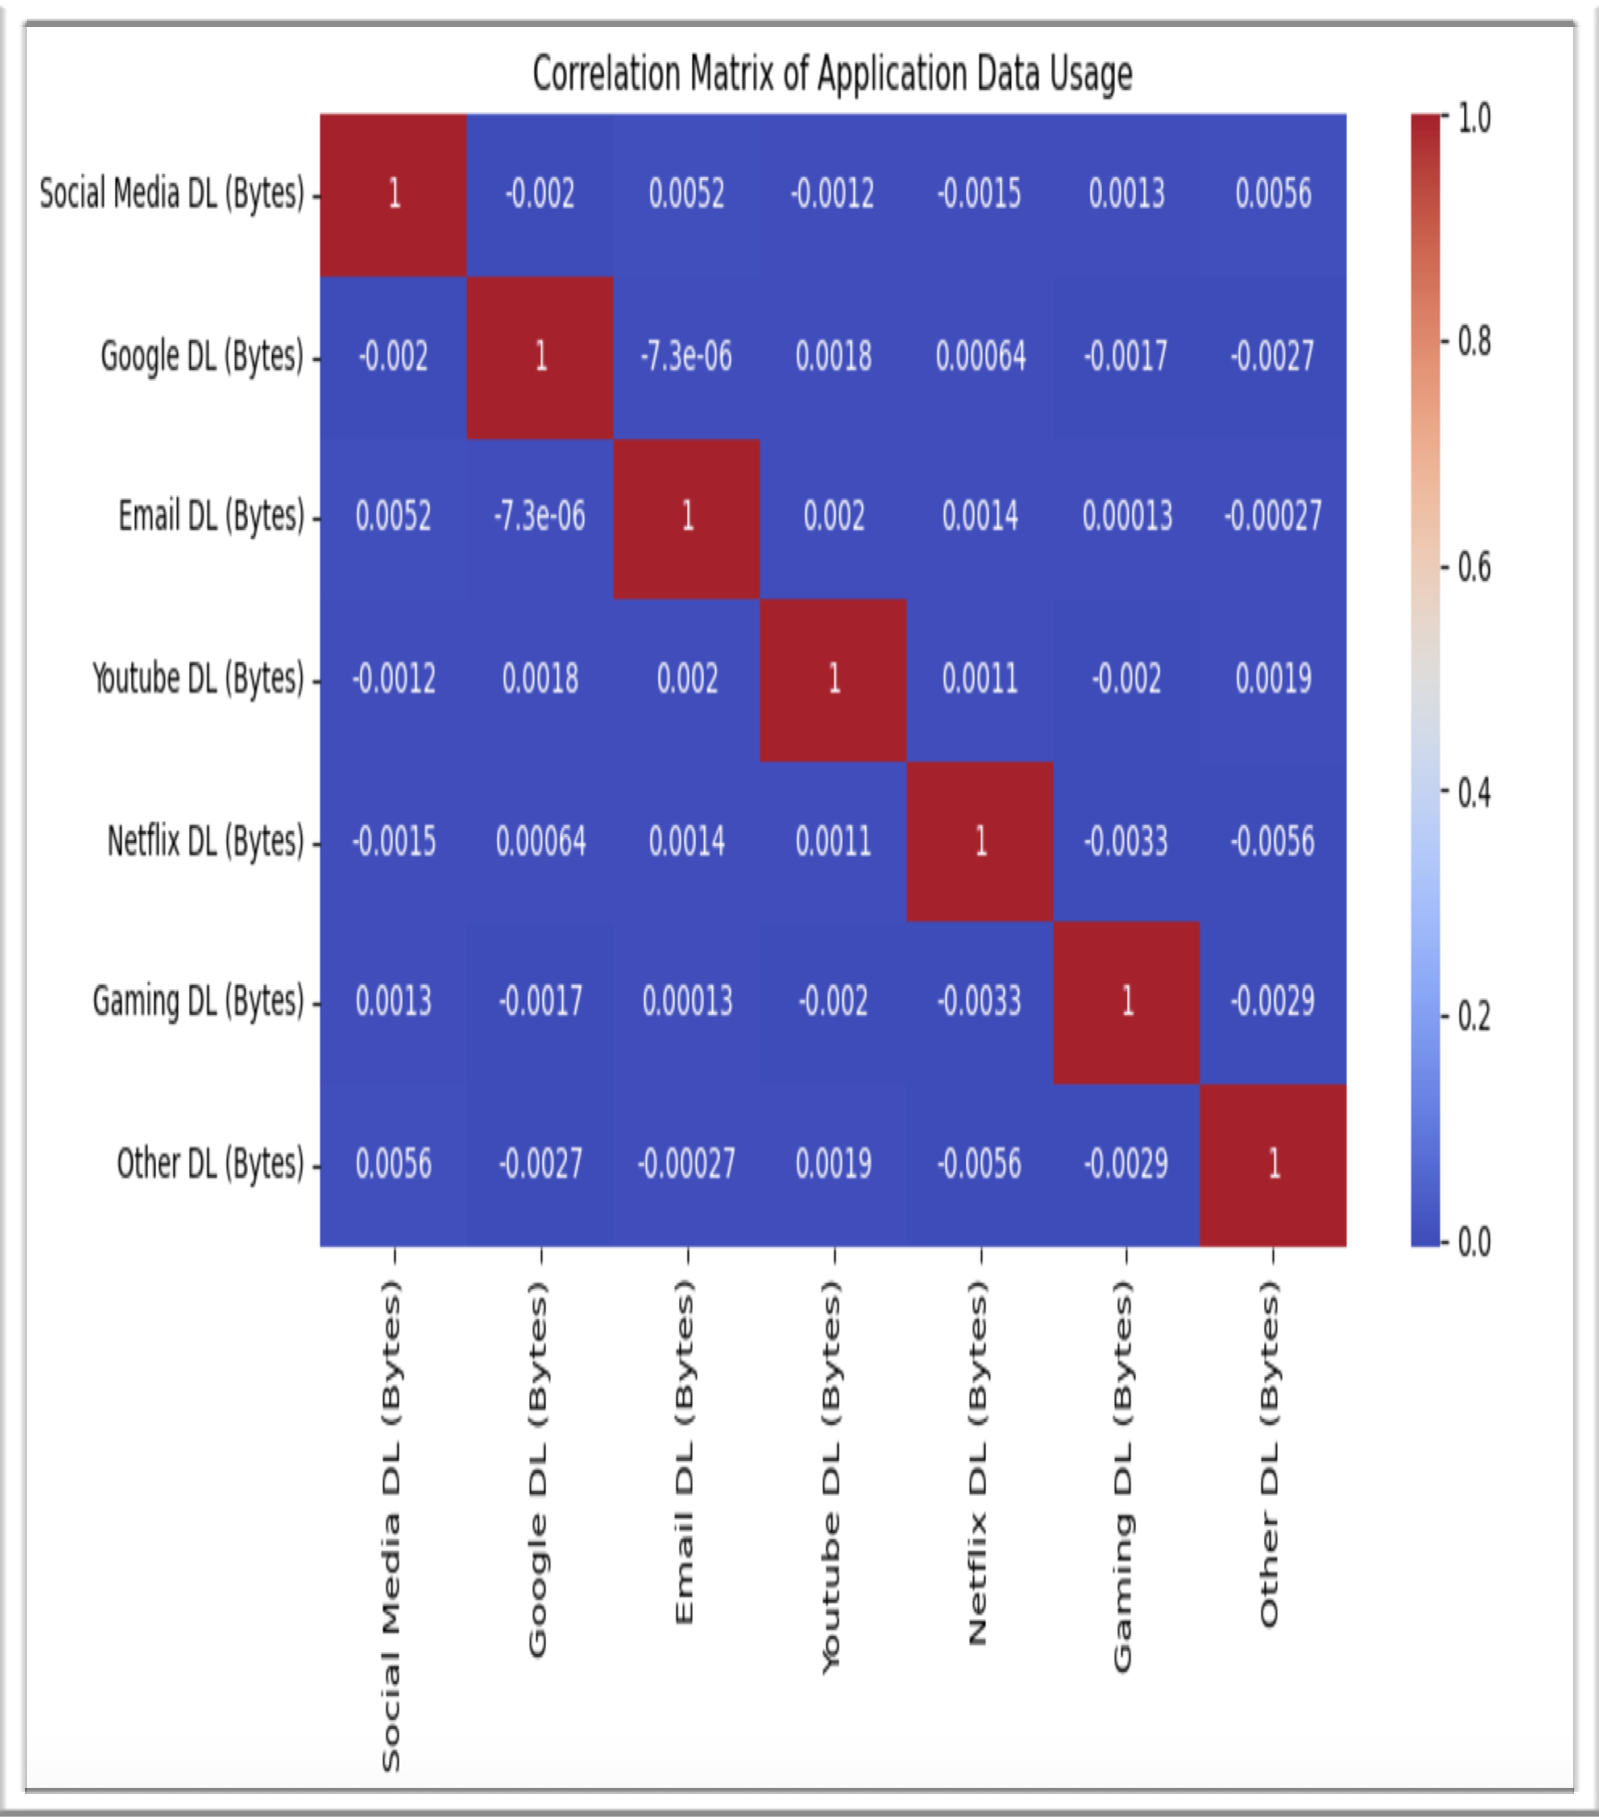 Correlation Matrix of Application Data Usage
Social Media DL (Bytes) 1 -0.002 0.0052 -0.0012 -0.0015 0.0013 0.0056
Google DL (Bytes) -0.002 1 -7.3e-06 0.0018 0.00064 -0.0017 -0.0027
Email DL (Bytes) 0.0052 -7.3e-06 1 0.002 0.0014 0.00013 -0.00027
Youtube DL (Bytes) -0.0012 0.0018 0.002 1 0.0011 -0.002 0.0019
Netflix DL (Bytes) -0.0015 0.00064 0.0014 0.0011 1 -0.0033 -0.0056
Gaming DL (Bytes) 0.0013 -0.0017 0.00013 -0.002 -0.0033 1 -0.0029
Other DL (Bytes) 0.0056 -0.0027 -0.00027 0.0019 -0.0056 -0.0029 1
Social Media DL (Bytes)
Google DL (Bytes)
Email DL (Bytes)
Youtube DL (Bytes)
Netflix DL (Bytes)
Gaming DL (Bytes)
Other DL (Bytes)
1.0
0.8
0.6
0.4
0.2
0.0